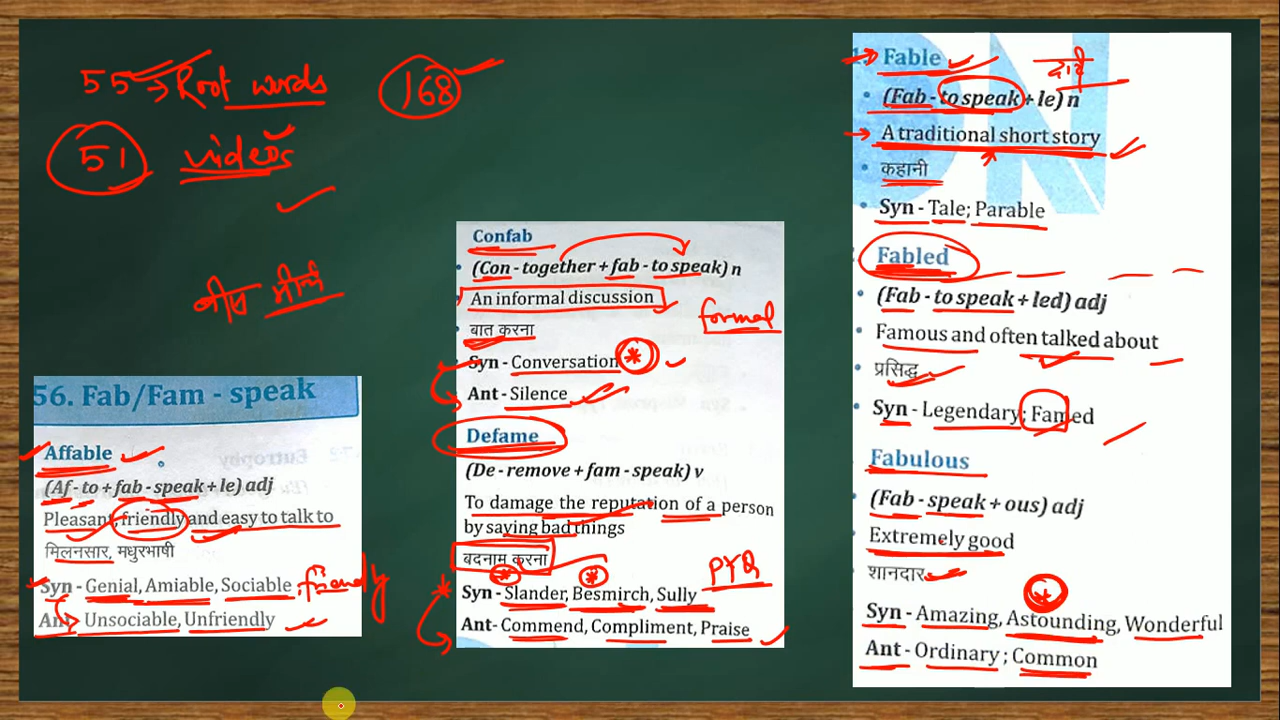 55 → Root words
168
51 videos
56. Fab/Fam - speak
Affable
(Af - to + fab - speak + le) adj
Pleasant, friendly and easy to talk to
मिलनसार, मधुरभाषी
Syn - Genial, Amiable, Sociable, friendly
Ant - Unsociable, Unfriendly
Confab
(Con - together + fab - to speak) n
An informal discussion
formal
बात करना
Syn - Conversation
Ant - Silence
Defame
(De - remove + fam - speak) v
To damage the reputation of a person
by saying bad things
बदनाम करना
PYQ
Syn - Slander, Besmirch, Sully
Ant- Commend, Compliment, Praise
Fable
(Fab - to speak + le) n
A traditional short story
कहानी
Syn - Tale; Parable
Fabled
(Fab - to speak + led) adj
Famous and often talked about
प्रसिद्ध
Syn - Legendary; Famed
Fabulous
(Fab - speak + ous) adj
Extremely good
शानदार
Syn - Amazing, Astounding, Wonderful
Ant - Ordinary ; Common